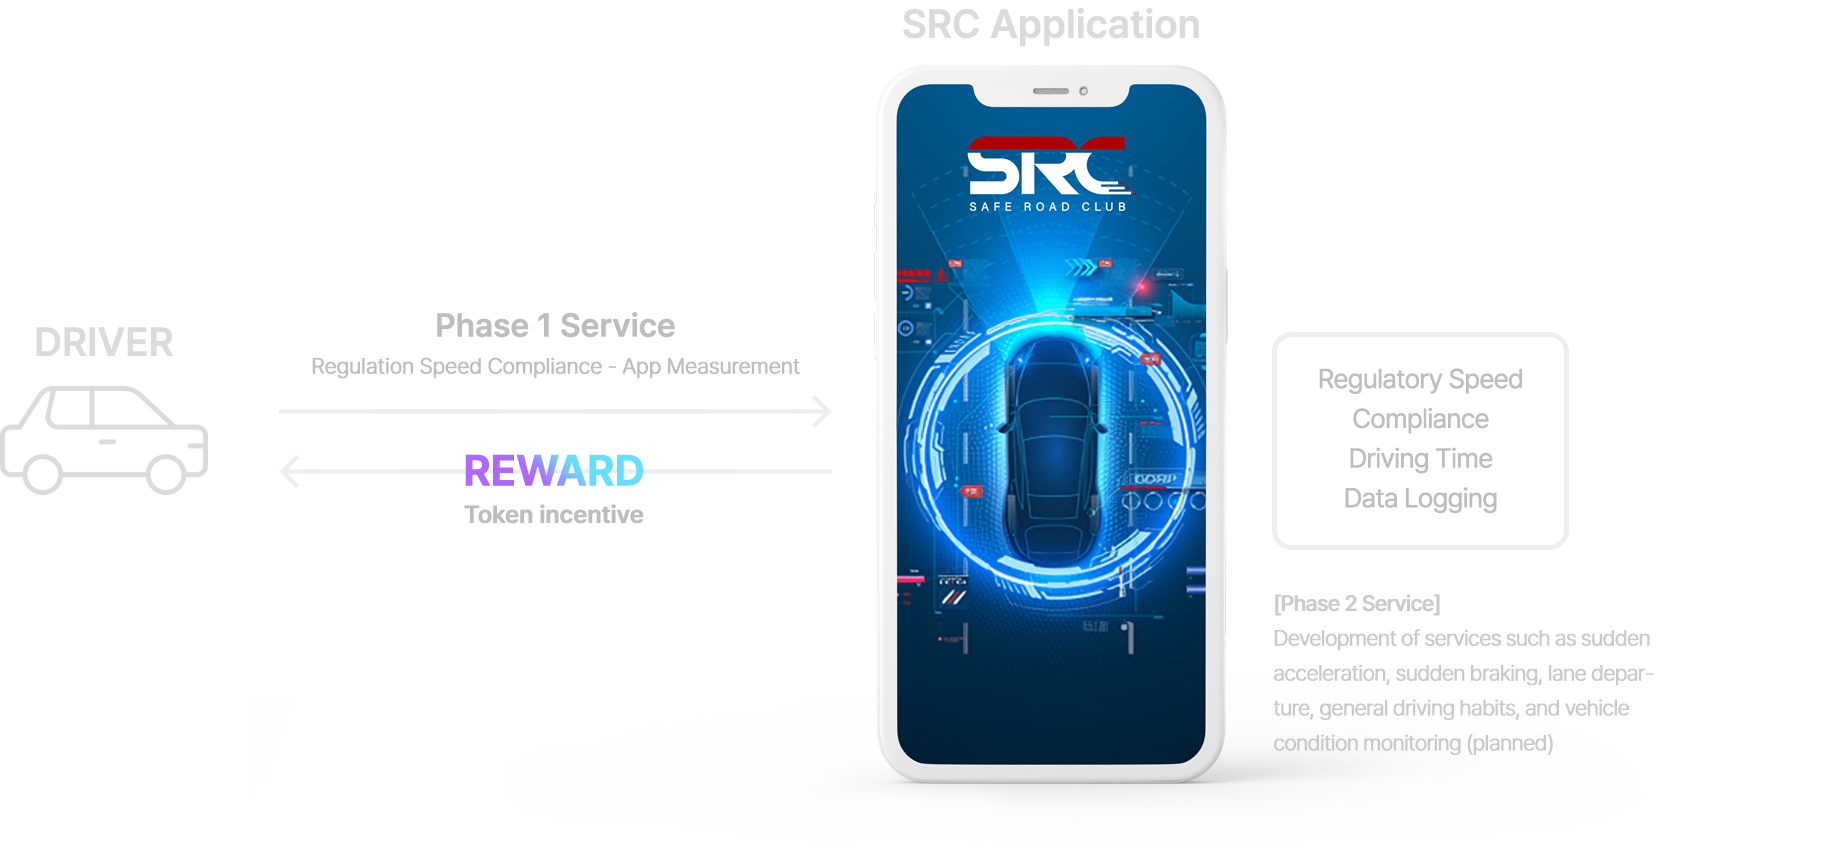 SRC Application
SRC
SAFE ROAD CLUB
DRIVER
Phase 1 Service
Regulation Speed Compliance - App Measurement
REWARD
Token incentive
Regulatory Speed
Compliance
Driving Time
Data Logging
[Phase 2 Service]
Development of services such as sudden
acceleration, sudden braking, lane depar-
ture, general driving habits, and vehicle
condition monitoring (planned)